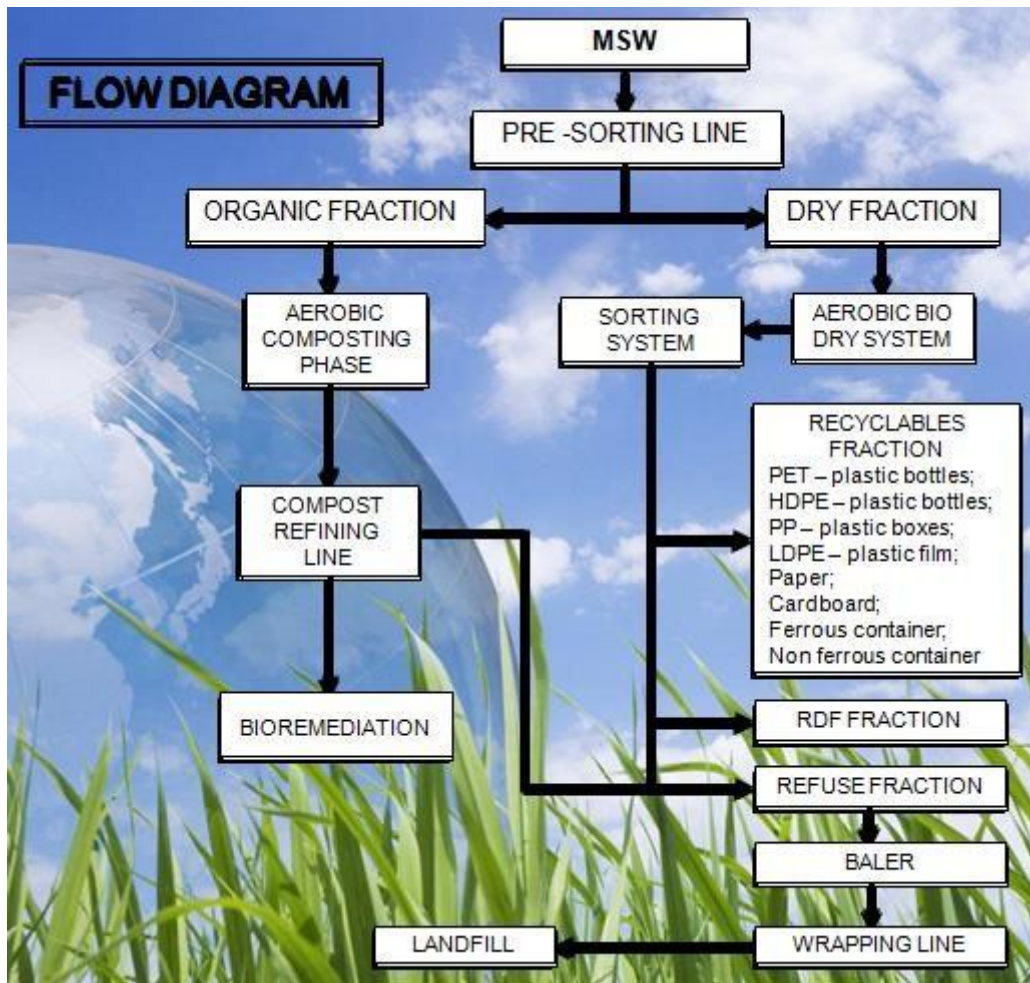 MSW
FLOW DIAGRAM
PRE -SORTING LINE
ORGANIC FRACTION
DRY FRACTION
AEROBIC
COMPOSTING
PHASE
SORTING
SYSTEM
AEROBIC BIO
DRY SYSTEM
RECYCLABLES
FRACTION
PET – plastic bottles;
HDPE – plastic bottles;
PP – plastic boxes;
LDPE – plastic film;
Paper;
Cardboard;
Ferrous container;
Non ferrous container
COMPOST
REFINING
LINE
BIOREMEDIATION
RDF FRACTION
REFUSE FRACTION
BALER
WRAPPING LINE
LANDFILL